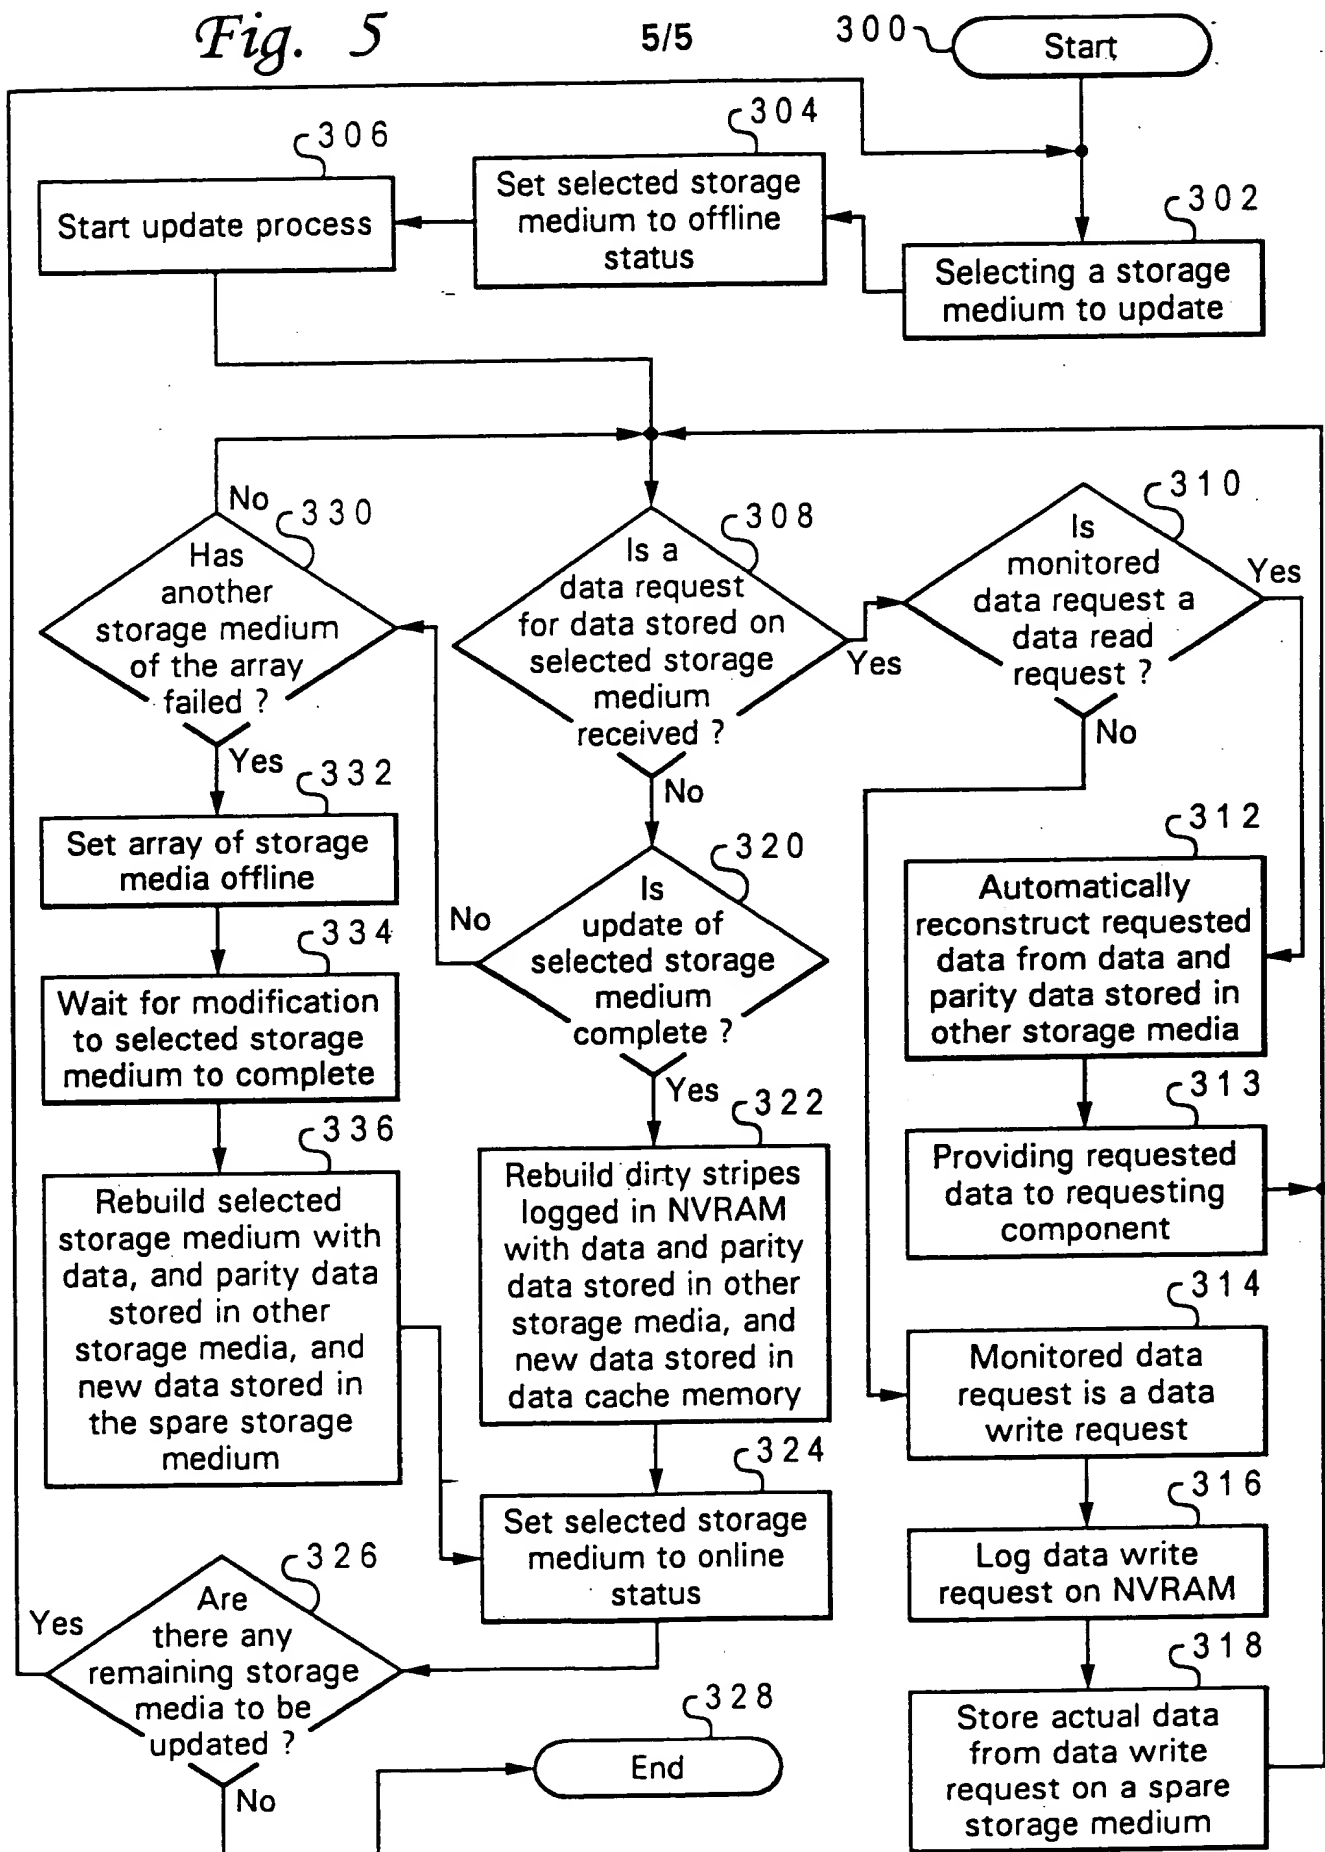 Fig. 5
5/5
300
Start
306
304
302
Start update process
Set selected storage
medium to offline
status
Selecting a storage
medium to update
No
330
Has
another
storage medium
of the array
failed ?
Yes
308
Is a
data request
for data stored on
selected storage
medium
received ?
Yes
No
310
Is
monitored
data request a
data read
request ?
Yes
No
332
Set array of storage
media offline
334
Wait for modification
to selected storage
medium to complete
336
Rebuild selected
storage medium with
data, and parity data
stored in other
storage media, and
new data stored in
the spare storage
medium
320
No
Is
update of
selected storage
medium
complete ?
Yes
322
Rebuild dirty stripes
logged in NVRAM
with data and parity
data stored in other
storage media, and
new data stored in
data cache memory
324
Set selected storage
medium to online
status
312
Automatically
reconstruct requested
data from data and
parity data stored in
other storage media
313
Providing requested
data to requesting
component
314
Monitored data
request is a data
write request
316
Log data write
request on NVRAM
318
Store actual data
from data write
request on a spare
storage medium
326
Yes
Are
there any
remaining storage
media to be
updated ?
No
328
End